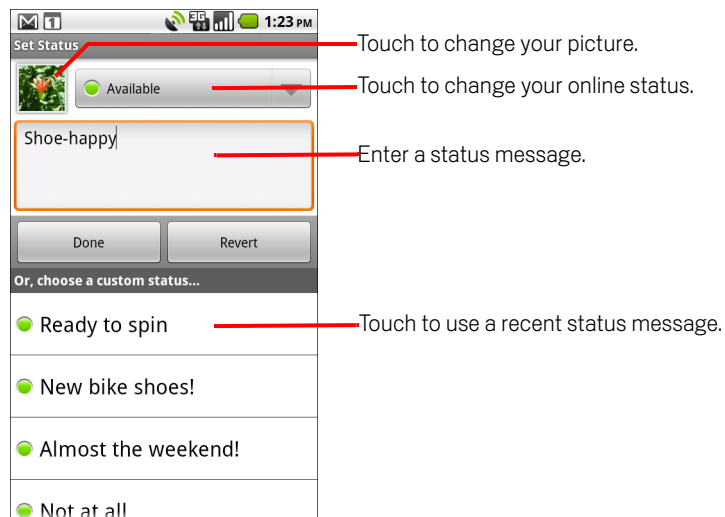 1 3G 1:23 PM
Set Status
Touch to change your picture.
Available
Touch to change your online status.
Shoe-happy
Enter a status message.
Done Revert
Or, choose a custom status...
Ready to spin
Touch to use a recent status message.
New bike shoes!
Almost the weekend!
Not at all